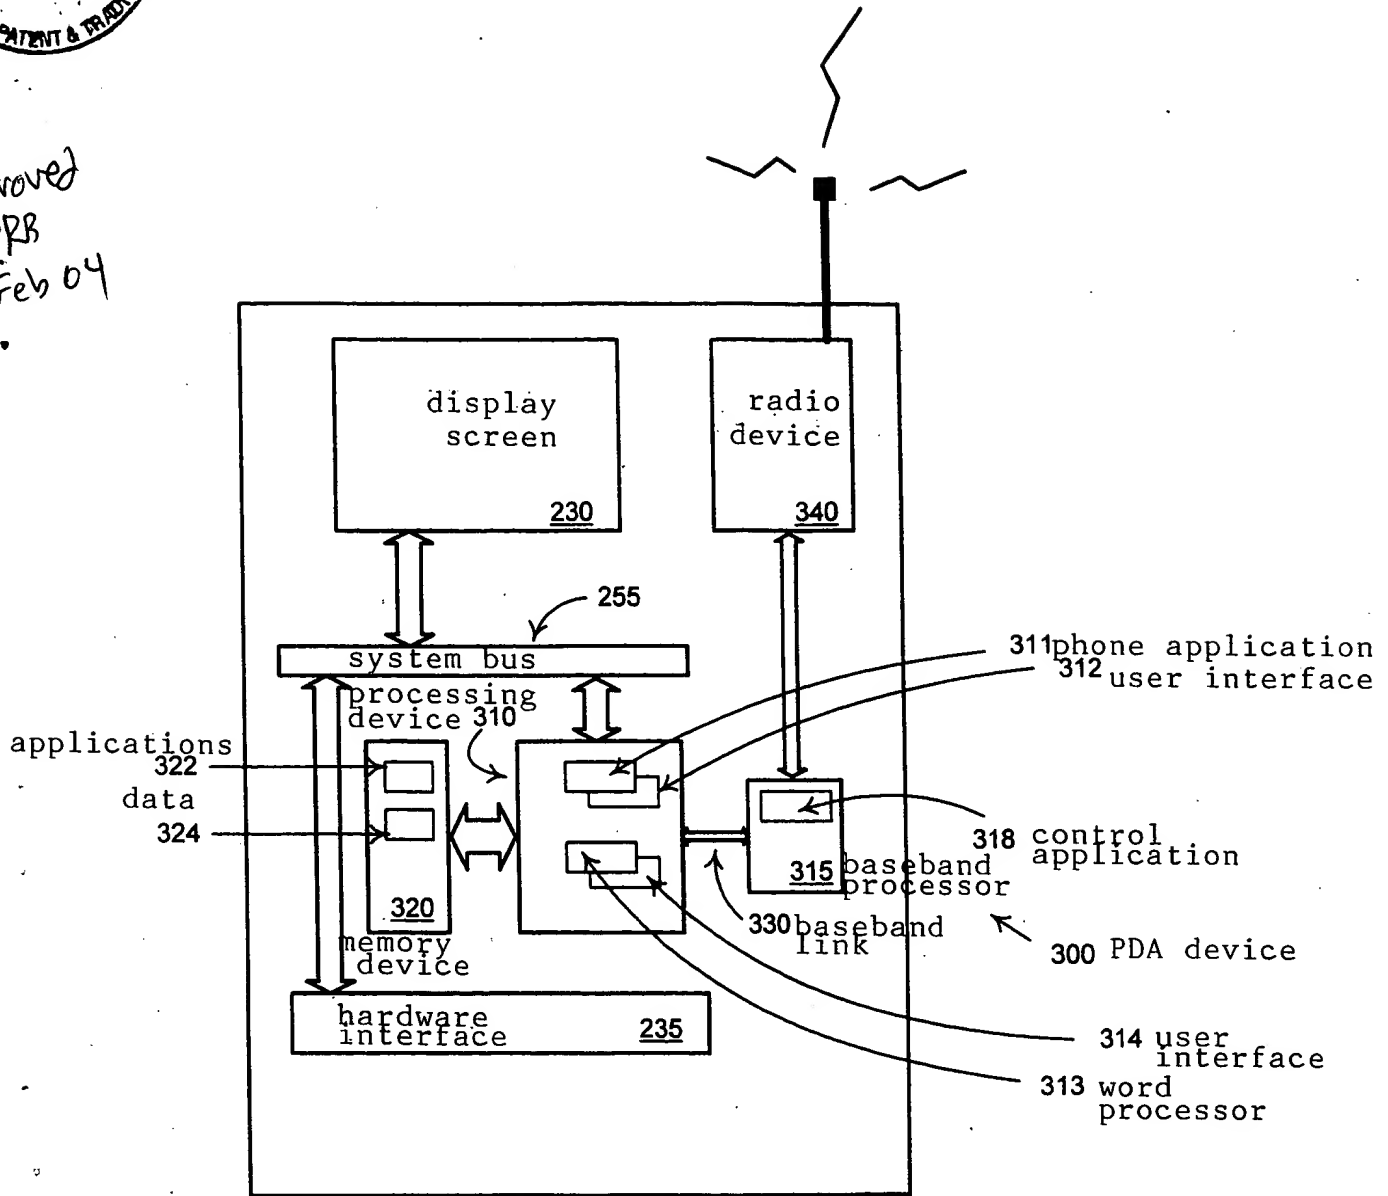 PATENT & TRAD
roved
RB
Feb 04
display
screen
230
radio
device
340
255
system bus
311 phone application
312 user interface
processing
device 310
applications
322
data
324
320
memory
device
318 control
application
315 baseband
processor
330 baseband
link
300 PDA device
hardware
interface 235
314 user
interface
313 word
processor